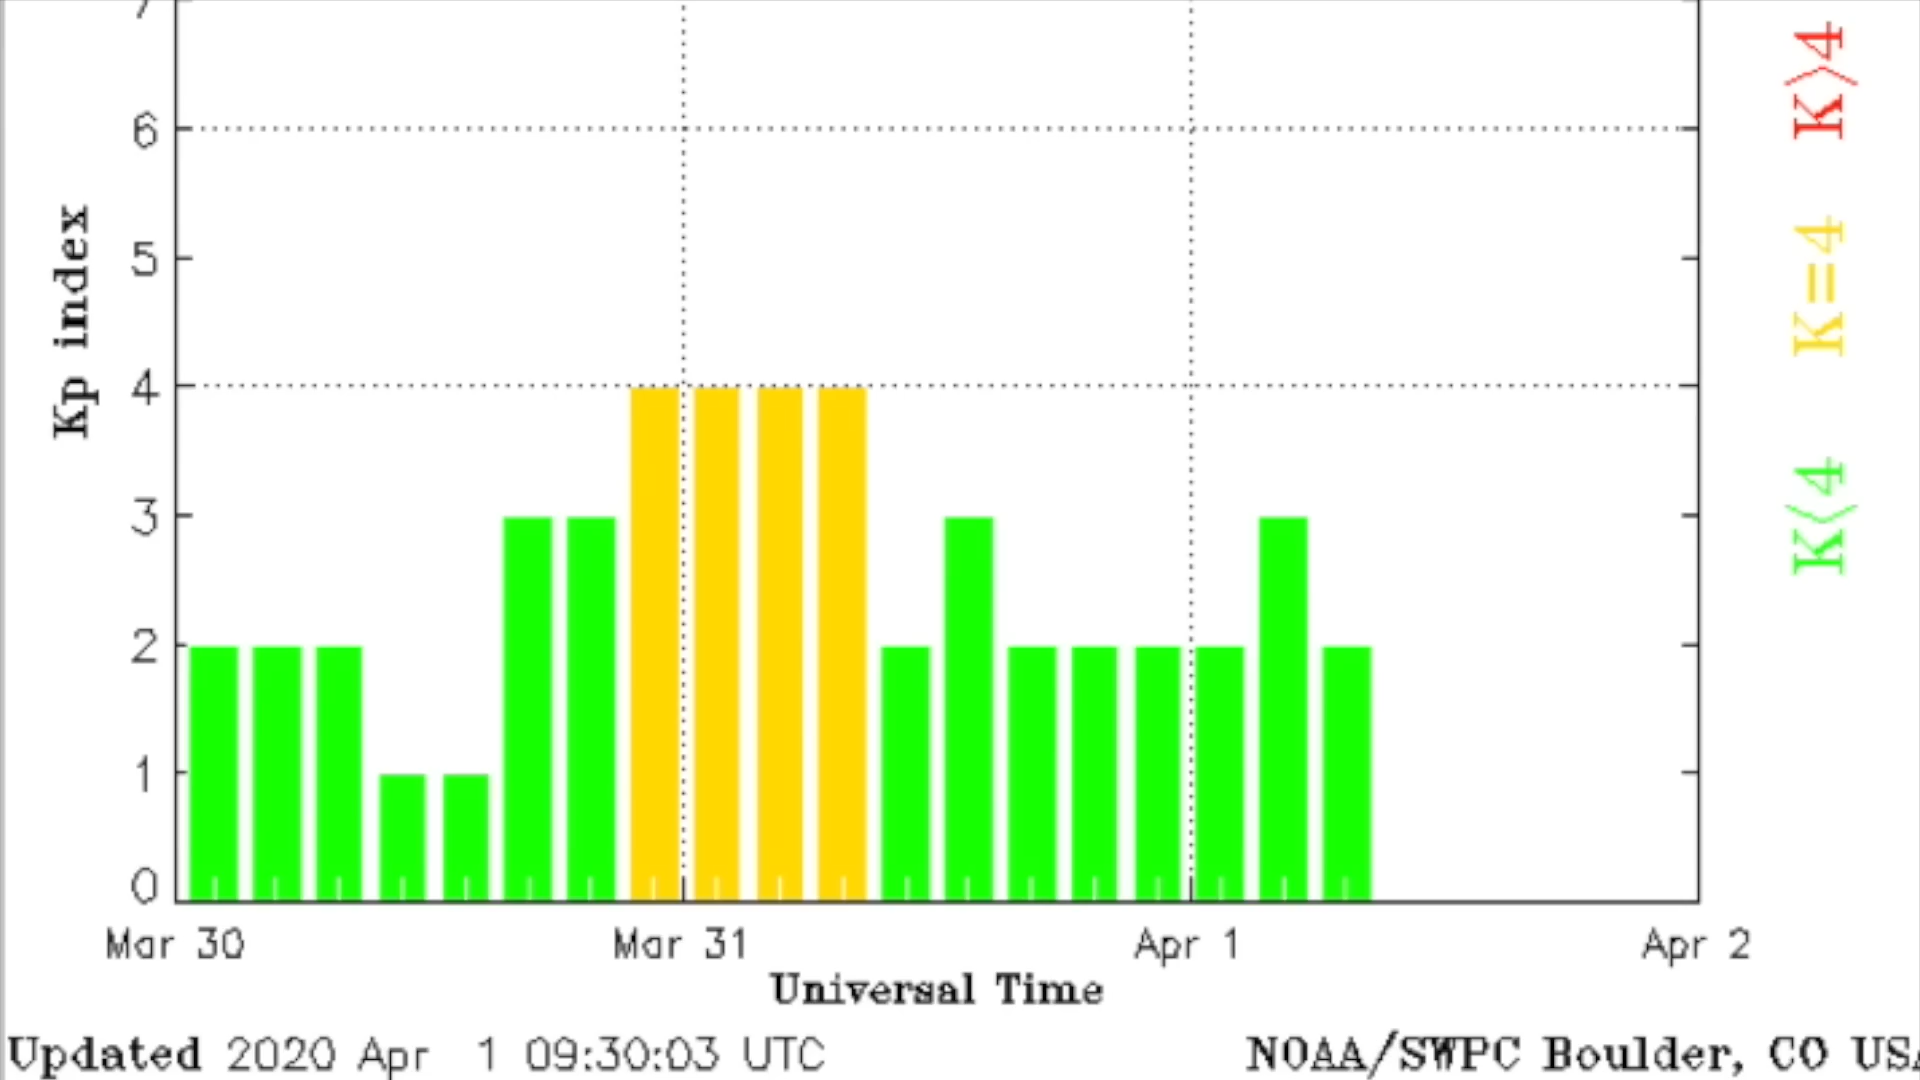 7
6
5
4
3
2
1
0
Kp index
K>4
K=4
K<4
Mar 30 Mar 31 Apr 1 Apr 2
Universal Time
Updated 2020 Apr 1 09:30:03 UTC NOAA/SWPC Boulder, CO USA